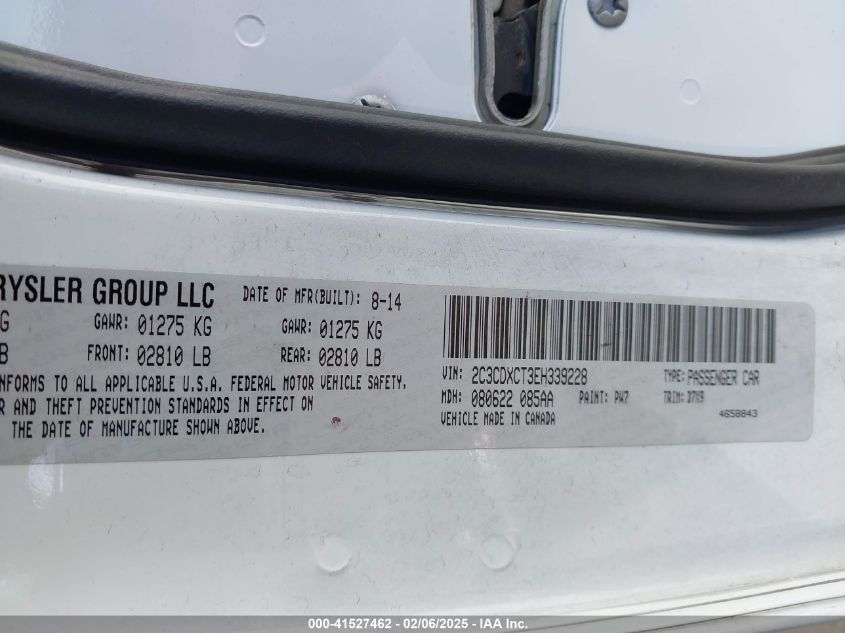 RYSLER GROUP LLC DATE OF MFR(BUILT): 8-14
G GAWR: 01275 KG GAWR: 01275 KG
B FRONT: 02810 LB REAR: 02810 LB
NFORMS TO ALL APPLICABLE U.S.A. FEDERAL MOTOR VEHICLE SAFETY,
R AND THEFT PREVENTION STANDARDS IN EFFECT ON
THE DATE OF MANUFACTURE SHOWN ABOVE.
VIN: 2C3CDXCT3EH339228 TYPE: PASSENGER CAR
MDH: 080622 085AA PAINT: PW7 TRIM: D7X9
VEHICLE MADE IN CANADA 4658843
000-41527462 - 02/06/2025 - IAA Inc.